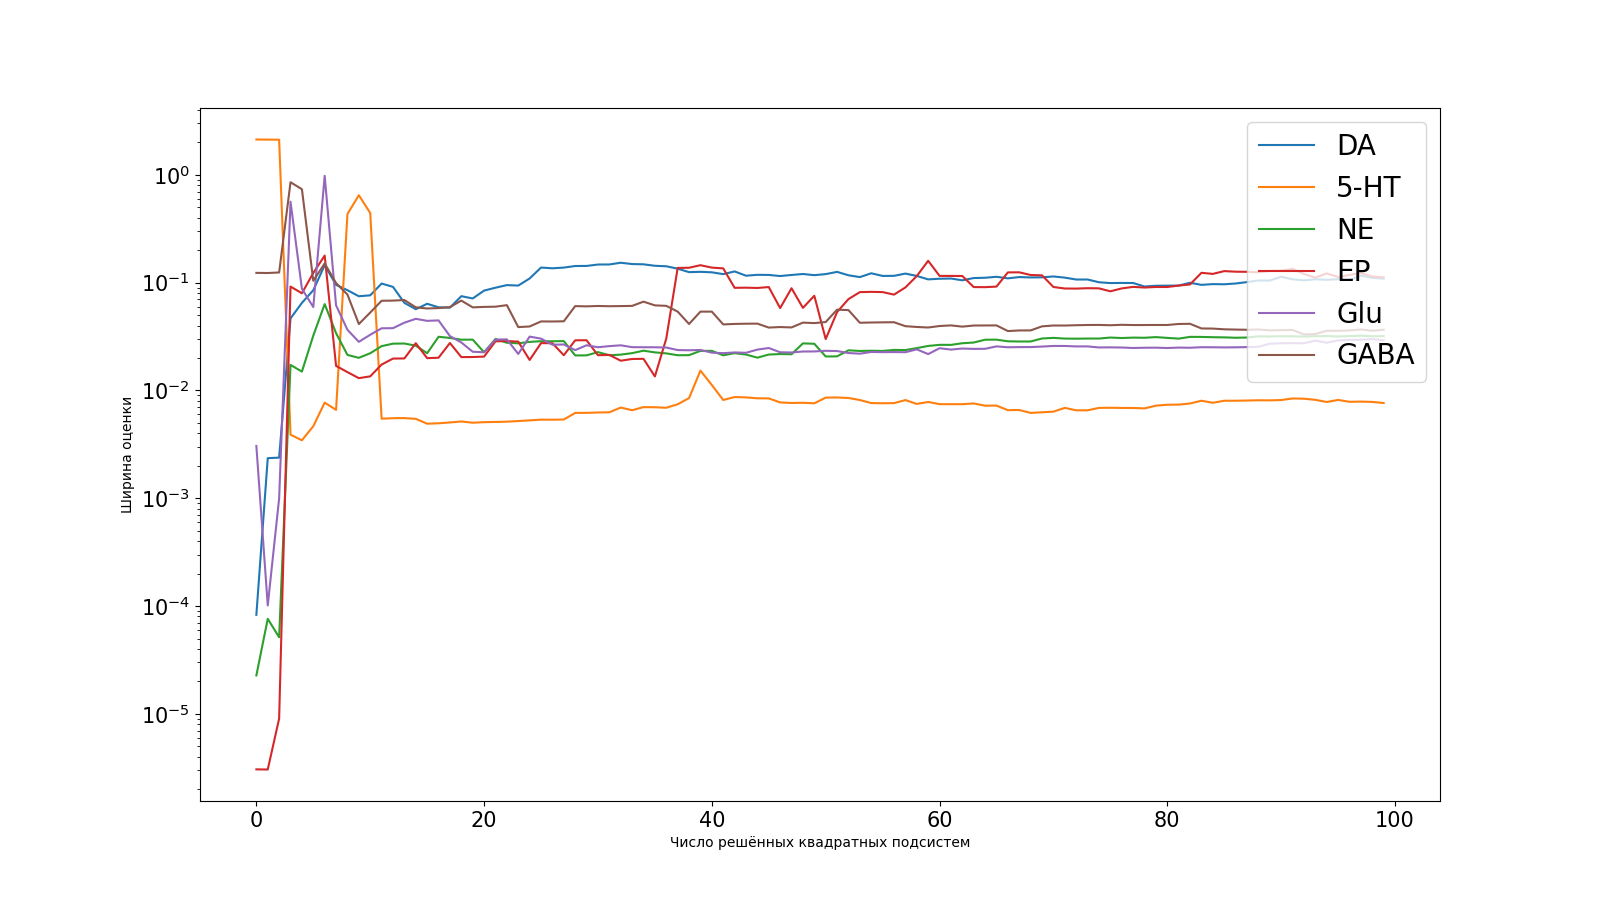 10⁰
10⁻¹
10⁻²
10⁻³
10⁻⁴
10⁻⁵
Ширина оценки
DA
5-HT
NE
EP
Glu
GABA
0 20 40 60 80 100
Число решённых квадратных подсистем